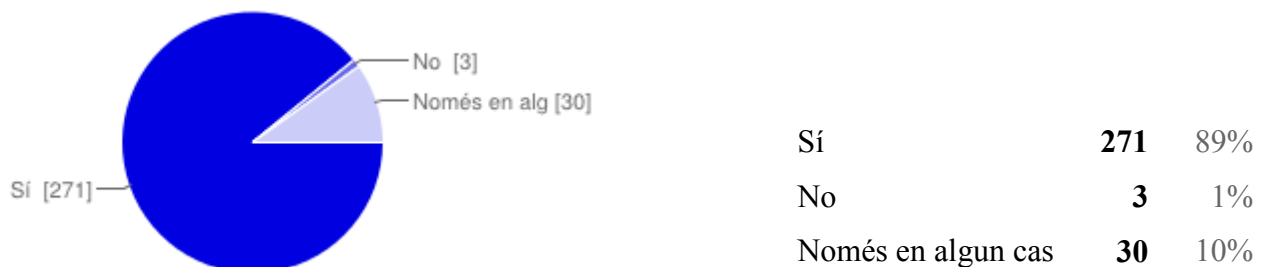 No [3]
Només en alg [30]
Sí [271]
Sí 271 89%
No 3 1%
Només en algun cas 30 10%